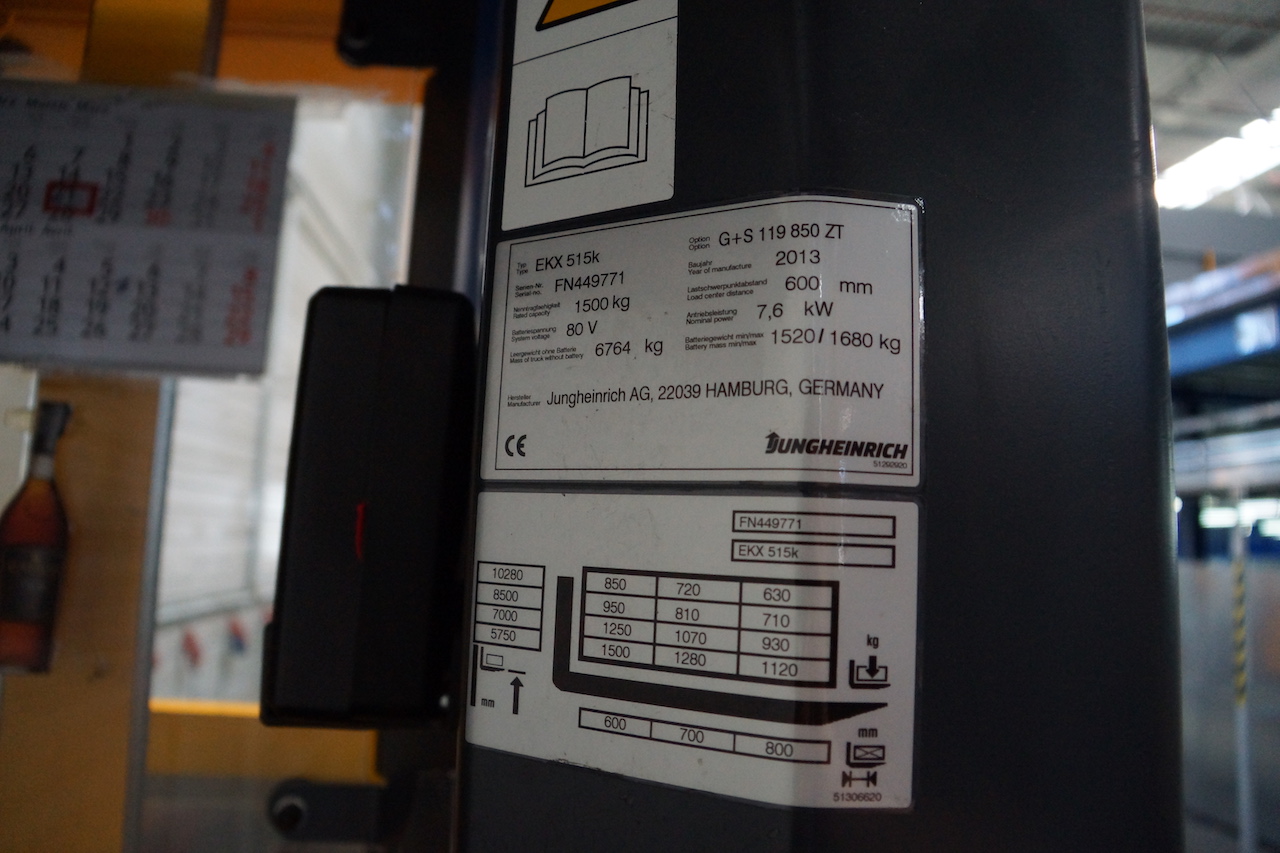 Typ
Type EKX 515k
Option
Option G+S 119 850 ZT
Serien-Nr.
Serial no. FN449771
Baujahr
Year of manufacture 2013
Nenntragfähigkeit
Rated capacity 1500 kg
Lastschwerpunktabstand
Load center distance 600 mm
Batteriespannung
System voltage 80 V
Antriebsleistung
Nominal power 7,6 kW
Leergewicht ohne Batterie
Mass of truck without battery 6764 kg
Batteriegewicht min/max
Battery mass min/max 1520 / 1680 kg
Hersteller
Manufacturer Jungheinrich AG, 22039 HAMBURG, GERMANY
CE
JUNGHEINRICH
51292920
FN449771
EKX 515k
10280 850 720 630
8500 950 810 710
7000 1250 1070 930
5750 1500 1280 1120
kg
mm
600 700 800
mm
51306620